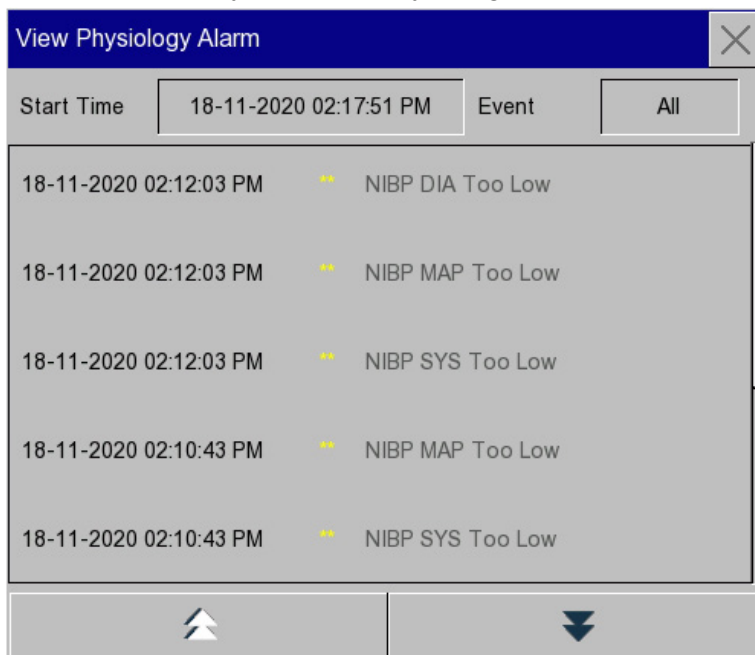 View Physiology Alarm
Start Time 18-11-2020 02:17:51 PM Event All
18-11-2020 02:12:03 PM ** NIBP DIA Too Low
18-11-2020 02:12:03 PM ** NIBP MAP Too Low
18-11-2020 02:12:03 PM ** NIBP SYS Too Low
18-11-2020 02:10:43 PM ** NIBP MAP Too Low
18-11-2020 02:10:43 PM ** NIBP SYS Too Low